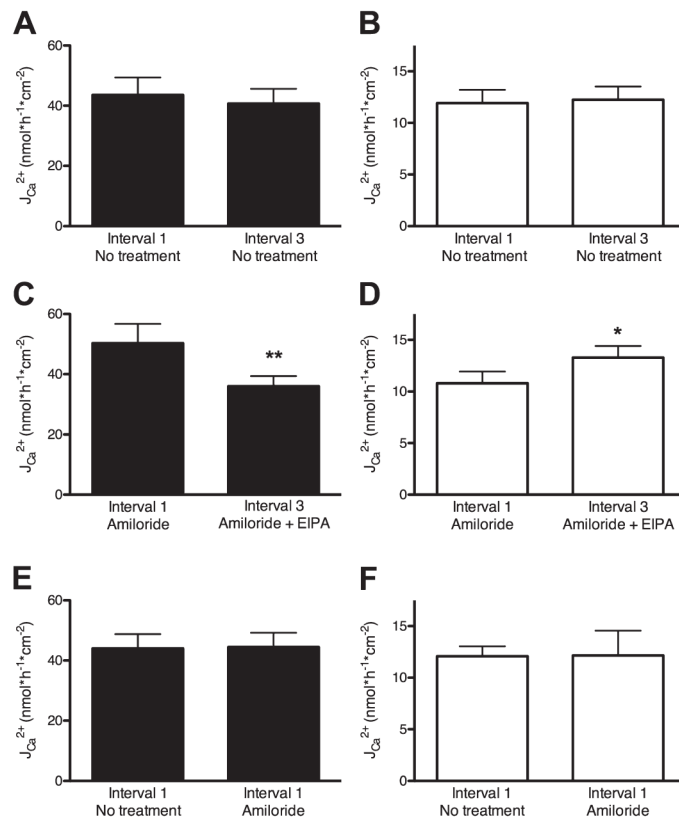 A
J_Ca^2+ (nmol*h^-1*cm^-2)
60
40
20
0
Interval 1
No treatment
Interval 3
No treatment
B
J_Ca^2+ (nmol*h^-1*cm^-2)
15
10
5
0
Interval 1
No treatment
Interval 3
No treatment
C
J_Ca^2+ (nmol*h^-1*cm^-2)
60
40
20
0
**
Interval 1
Amiloride
Interval 3
Amiloride + EIPA
D
J_Ca^2+ (nmol*h^-1*cm^-2)
15
10
5
0
*
Interval 1
Amiloride
Interval 3
Amiloride + EIPA
E
J_Ca^2+ (nmol*h^-1*cm^-2)
60
40
20
0
Interval 1
No treatment
Interval 1
Amiloride
F
J_Ca^2+ (nmol*h^-1*cm^-2)
15
10
5
0
Interval 1
No treatment
Interval 1
Amiloride